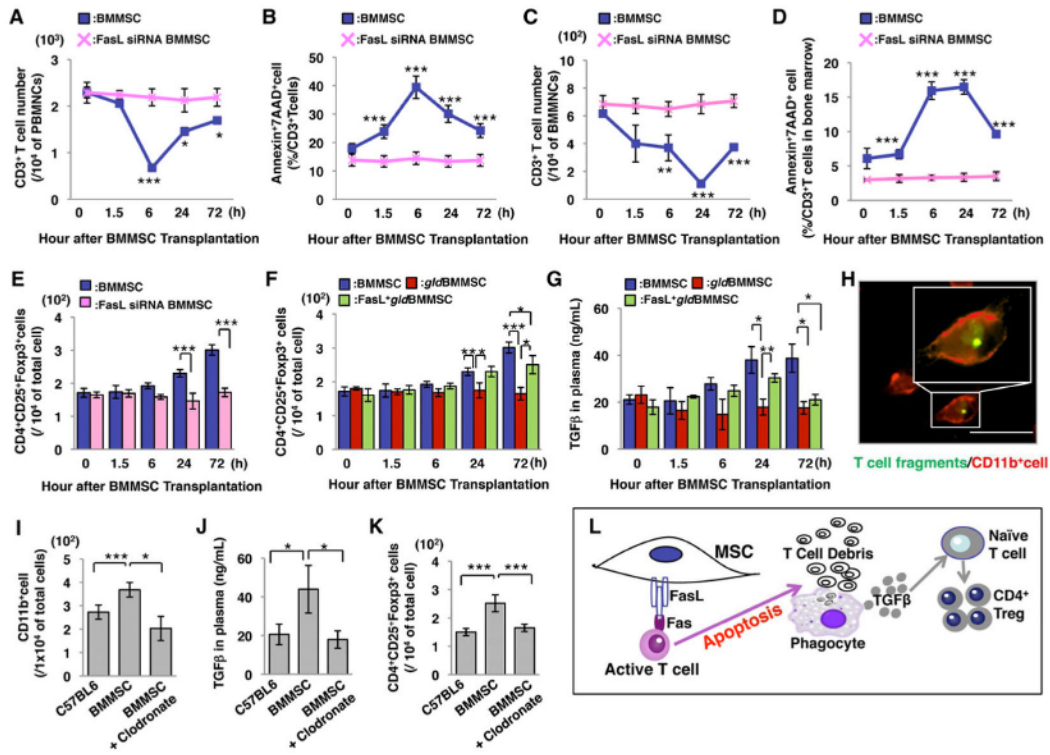 A
:BMMSC
:FasL siRNA BMMSC
(10³)
CD3⁺ T cell number
(/10⁴ of PBMNCs)
3
2
1
0
***
*
*
0 1.5 6 24 72 (h)
Hour after BMMSC Transplantation
B
:BMMSC
:FasL siRNA BMMSC
Annexin⁺7AAD⁺cell
(%/CD3⁺Tcells)
50
40
30
20
10
0
***
***
***
***
0 1.5 6 24 72 (h)
Hour after BMMSC Transplantation
C
:BMMSC
:FasL siRNA BMMSC
(10²)
CD3⁺ T cell number
(/10⁴ of BMMNCs)
10
8
6
4
2
0
**
***
***
0 1.5 6 24 72 (h)
Hour after BMMSC Transplantation
D
:BMMSC
:FasL siRNA BMMSC
Annexin⁺7AAD⁺ cell
(%/CD3⁺T cells in bone marrow)
20
15
10
5
0
***
***
***
***
0 1.5 6 24 72 (h)
Hour after BMMSC Transplantation
E
:BMMSC
:FasL siRNA BMMSC
(10²)
CD4⁺CD25⁺Foxp3⁺cells
(/ 10⁴ of total cell)
4
3
2
1
0
***
***
0 1.5 6 24 72 (h)
Hour after BMMSC Transplantation
F
:BMMSC :gldBMMSC
:FasL⁺gldBMMSC
(10²)
CD4⁺CD25⁺Foxp3⁺ cells
(/ 10⁴ of total cell)
4
3
2
1
0
***
**
*
***
*
0 1.5 6 24 72 (h)
Hour after BMMSC Transplantation
G
:BMMSC :gldBMMSC
:FasL⁺gldBMMSC
TGFβ in plasma (ng/mL)
60
40
20
0
*
**
*
*
0 1.5 6 24 72 (h)
Hour after BMMSC Transplantation
H
T cell fragments/CD11b⁺cell
I
(10²)
CD11b⁺cell
(/1x10⁴ of total cells)
5
4
3
2
1
0
***
*
C57BL6
BMMSC
BMMSC
+ Clodronate
J
TGFβ in plasma (ng/mL)
60
40
20
0
*
*
C57BL6
BMMSC
BMMSC
+ Clodronate
K
(10²)
CD4⁺CD25⁺Foxp3⁺ cells
(/ 10⁴ of total cell)
4
3
2
1
0
***
***
C57BL6
BMMSC
BMMSC
+ Clodronate
L
MSC
FasL
Fas
Active T cell
Apoptosis
T Cell Debris
Phagocyte
TGFβ
Naïve
T cell
CD4⁺
Treg